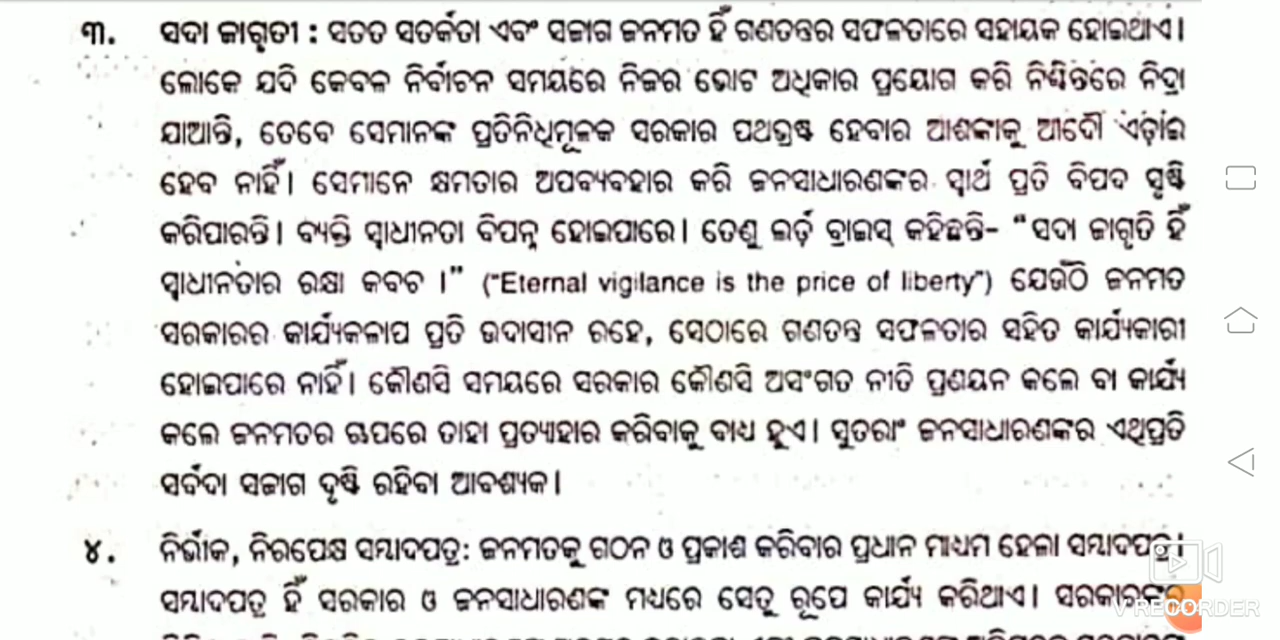 ୩. ସଦା ଜାଗୃତୀ : ସତତ ସତର୍କତା ଏବଂ ସଜାଗ ଜନମତ ହିଁ ଗଣତନ୍ତ୍ରର ସଫଳତାରେ ସହାୟକ ହୋଇଥାଏ।
ଲୋକେ ଯଦି କେବଳ ନିର୍ବାଚନ ସମୟରେ ନିଜର ଭୋଟ ଅଧିକାର ପ୍ରୟୋଗ କରି ନିଶ୍ଚିନ୍ତରେ ନିଦ୍ରା
ଯାଆନ୍ତି, ତେବେ ସେମାନଙ୍କ ପ୍ରତିନିଧିମୂଳକ ସରକାର ପଥଭ୍ରଷ୍ଟ ହେବାର ଆଶଙ୍କାକୁ ଆଦୌ ଏଡ଼ାଇ
ହେବ ନାହିଁ। ସେମାନେ କ୍ଷମତାର ଅପବ୍ୟବହାର କରି ଜନସାଧାରଣଙ୍କର ସ୍ୱାର୍ଥ ପ୍ରତି ବିପଦ ସୃଷ୍ଟି
କରିପାରନ୍ତି। ବ୍ୟକ୍ତି ସ୍ୱାଧୀନତା ବିପନ୍ନ ହୋଇପାରେ। ତେଣୁ ଲର୍ଡ଼ ବ୍ରାଇସ୍ କହିଛନ୍ତି- “ସଦା ଜାଗୃତି ହିଁ
ସ୍ୱାଧୀନତାର ରକ୍ଷା କବଚ ।” (“Eternal vigilance is the price of liberty”) ଯେଉଁଠି ଜନମତ
ସରକାରର କାର୍ଯ୍ୟକଳାପ ପ୍ରତି ଉଦାସୀନ ରହେ, ସେଠାରେ ଗଣତନ୍ତ୍ର ସଫଳତାର ସହିତ କାର୍ଯ୍ୟକାରୀ
ହୋଇପାରେ ନାହିଁ। କୌଣସି ସମୟରେ ସରକାର କୌଣସି ଅସଂଗତ ନୀତି ପ୍ରଣୟନ କଲେ ବା କାର୍ଯ୍ୟ
କଲେ ଜନମତର ଋପରେ ତାହା ପ୍ରତ୍ୟାହାର କରିବାକୁ ବାଧ୍ୟ ହୁଏ। ସୁତରାଂ ଜନସାଧାରଣଙ୍କର ଏଥିପ୍ରତି
ସର୍ବଦା ସଜାଗ ଦୃଷ୍ଟି ରହିବା ଆବଶ୍ୟକ।
୪. ନିର୍ଭୀକ, ନିରପେକ୍ଷ ସମ୍ବାଦପତ୍ର: ଜନମତକୁ ଗଠନ ଓ ପ୍ରକାଶ କରିବାର ପ୍ରଧାନ ମାଧ୍ୟମ ହେଲା ସମ୍ବାଦପତ୍ର।
ସମ୍ବାଦପତ୍ର ହିଁ ସରକାର ଓ ଜନସାଧାରଣଙ୍କ ମଧ୍ୟରେ ସେତୁ ରୂପେ କାର୍ଯ୍ୟ କରିଥାଏ। ସରକାରଙ୍କର
V RECORDER